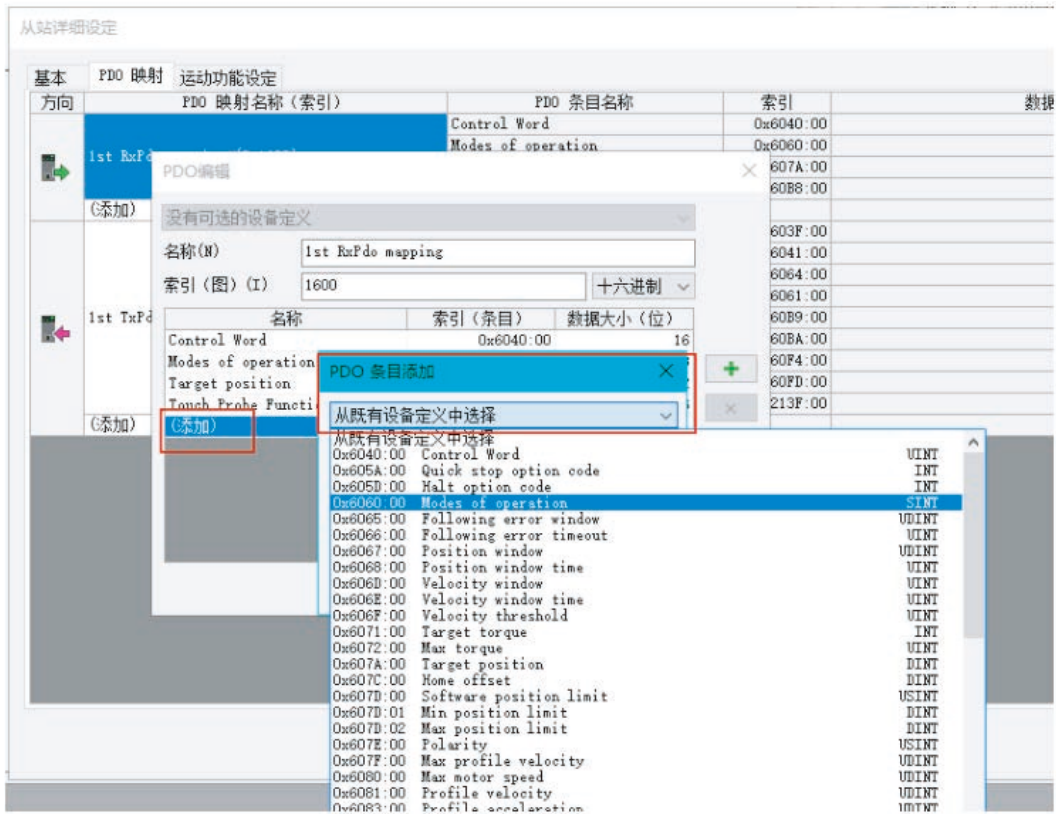 从站详细设定
基本 PDO 映射 运动功能设定
方向 PDO 映射名称（索引） PDO 条目名称 索引 数据
Control Word 0x6040:00
Modes of operation 0x6060:00
1st RxPd
607A:00
60B8:00
(添加)
603F:00
6041:00
6064:00
6061:00
1st TxPd 60B9:00
60BA:00
60F4:00
60FD:00
213F:00
(添加)
PDO编辑
没有可选的设备定义
名称(N) 1st RxPdo mapping
索引（图）(I) 1600 十六进制
名称 索引（条目） 数据大小（位）
Control Word 0x6040:00 16
Modes of operation
Target position
Touch Probe Functi
(添加)
PDO 条目添加
从既有设备定义中选择
从既有设备定义中选择
0x6040:00 Control Word UINT
0x605A:00 Quick stop option code INT
0x605D:00 Halt option code INT
0x6060:00 Modes of operation SINT
0x6065:00 Following error window UDINT
0x6066:00 Following error timeout UINT
0x6067:00 Position window UDINT
0x6068:00 Position window time UINT
0x606D:00 Velocity window UINT
0x606E:00 Velocity window time UINT
0x606F:00 Velocity threshold UINT
0x6071:00 Target torque INT
0x6072:00 Max torque UINT
0x607A:00 Target position DINT
0x607C:00 Home offset DINT
0x607D:00 Software position limit USINT
0x607D:01 Min position limit DINT
0x607D:02 Max position limit DINT
0x607E:00 Polarity USINT
0x607F:00 Max profile velocity UDINT
0x6080:00 Max motor speed UDINT
0x6081:00 Profile velocity UDINT
0x6083:00 Profile acceleration UDINT